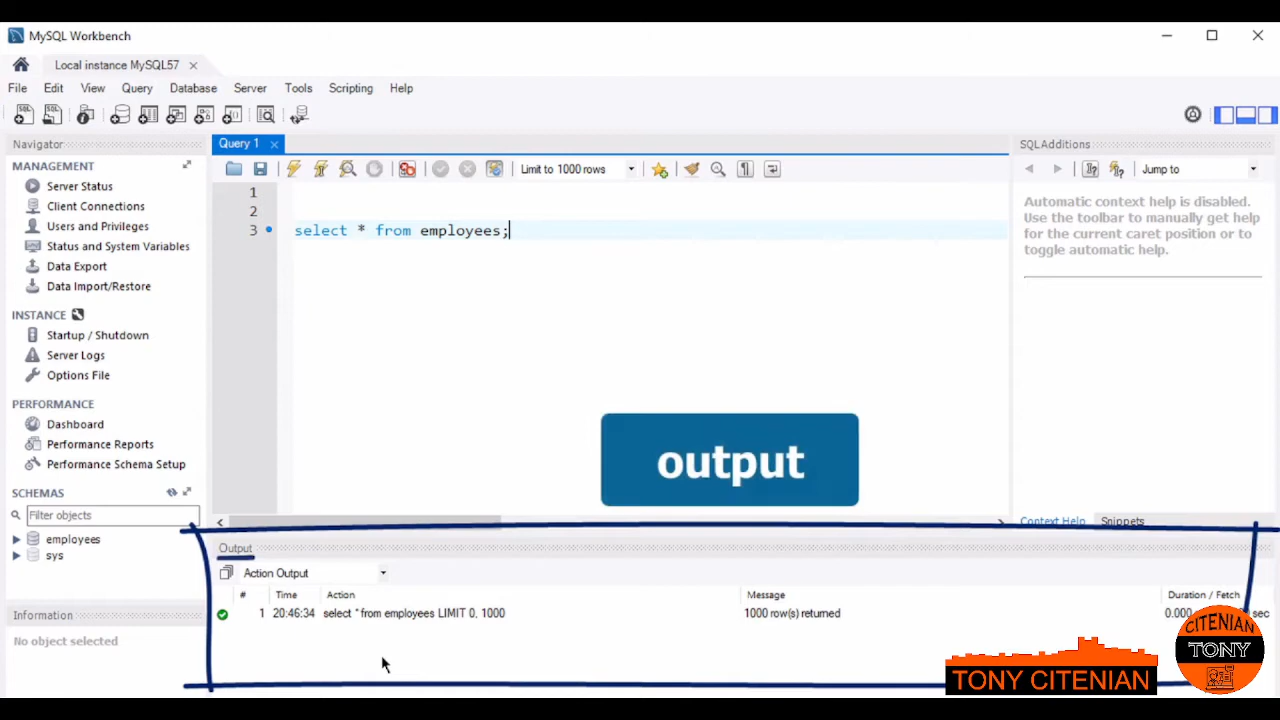 MySQL Workbench
Local instance MySQL57
File Edit View Query Database Server Tools Scripting Help
Navigator
MANAGEMENT
Server Status
Client Connections
Users and Privileges
Status and System Variables
Data Export
Data Import/Restore
INSTANCE
Startup / Shutdown
Server Logs
Options File
PERFORMANCE
Dashboard
Performance Reports
Performance Schema Setup
SCHEMAS
Filter objects
employees
sys
Information
No object selected
Query 1
Limit to 1000 rows
1
2
3 select * from employees;
output
SQLAdditions
Jump to
Automatic context help is disabled.
Use the toolbar to manually get help
for the current caret position or to
toggle automatic help.
Context Help Snippets
Output
Action Output
# Time Action Message Duration / Fetch
1 20:46:34 select * from employees LIMIT 0, 1000 1000 row(s) returned 0.000 sec
TONY CITENIAN
CITENIAN
TONY